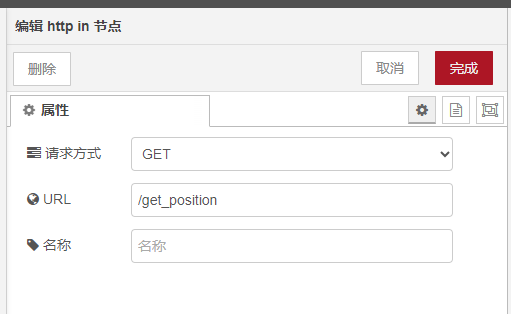 编辑 http in 节点
删除 取消 完成
属性
请求方式 GET
URL /get_position
名称 名称